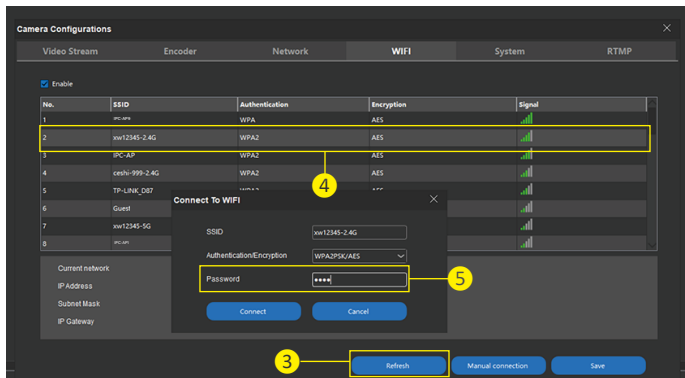 Camera Configurations
Video Stream Encoder Network WIFI System RTMP
Enable
No. SSID Authentication Encryption Signal
1 WPA AES
2 xw12345-2.4G WPA2 AES
3 IPC-AP WPA2 AES
4 ceshi-999-2.4G WPA2 AES
4
5 TP-LINK_D87
6 Guest
7 xw12345-5G
8
Connect To WIFI
SSID xw12345-2.4G
Authentication/Encryption WPA2PSK/AES
Password ••••
5
Connect Cancel
Current network
IP Address
Subnet Mask
IP Gateway
3
Refresh Manual connection Save